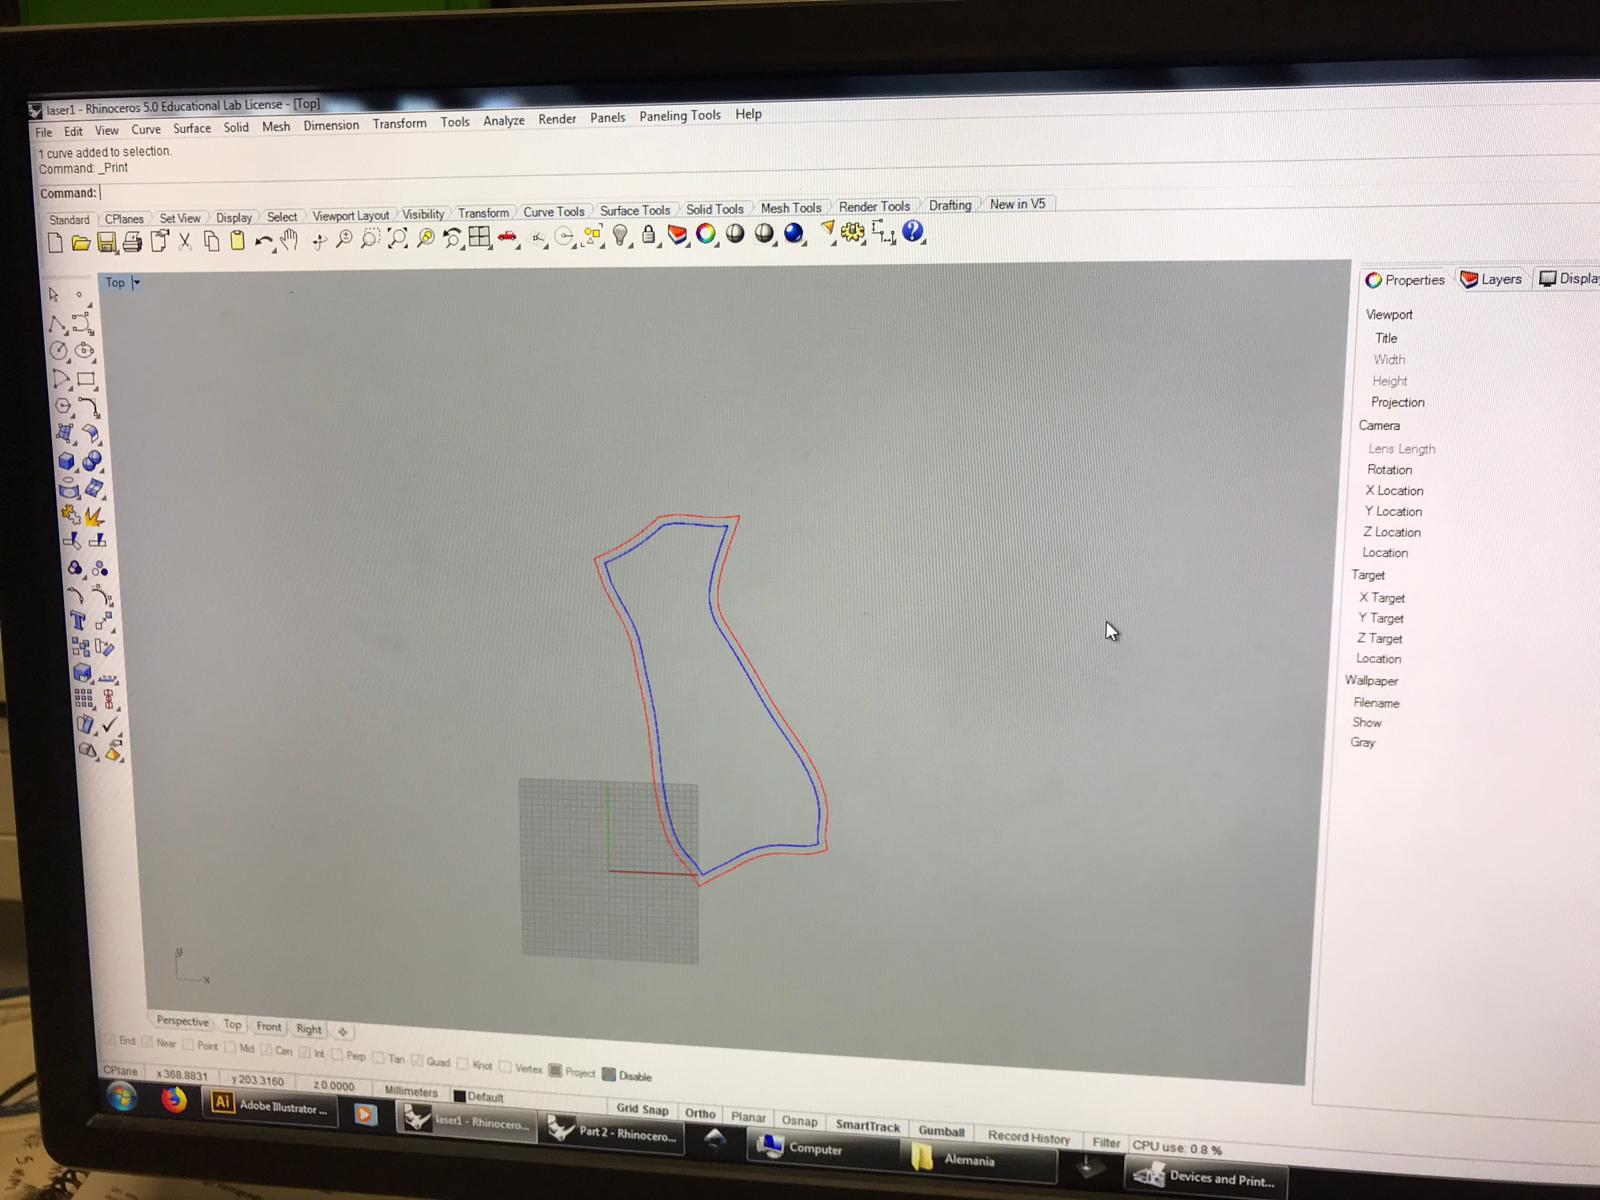 laser1 - Rhinoceros 5.0 Educational Lab License - [Top]
File Edit View Curve Surface Solid Mesh Dimension Transform Tools Analyze Render Panels Paneling Tools Help
1 curve added to selection.
Command: _Print
Command:
Standard CPlanes Set View Display Select Viewport Layout Visibility Transform Curve Tools Surface Tools Solid Tools Mesh Tools Render Tools Drafting New in V5
Top
Properties Layers Displa
Viewport
Title
Width
Height
Projection
Camera
Lens Length
Rotation
X Location
Y Location
Z Location
Location
Target
X Target
Y Target
Z Target
Location
Wallpaper
Filename
Show
Gray
y
x
Perspective Top Front Right
End Near Point Mid Cen Int Perp Tan Quad Knot Vertex Project Disable
CPlane x 368.8831 y 203.3160 z 0.0000 Millimeters Default Grid Snap Ortho Planar Osnap SmartTrack Gumball Record History Filter CPU use: 0.8 %
Ai Adobe Illustrator ... laser1 - Rhinocero... Part 2 - Rhinocero... Computer Alemania Devices and Print...